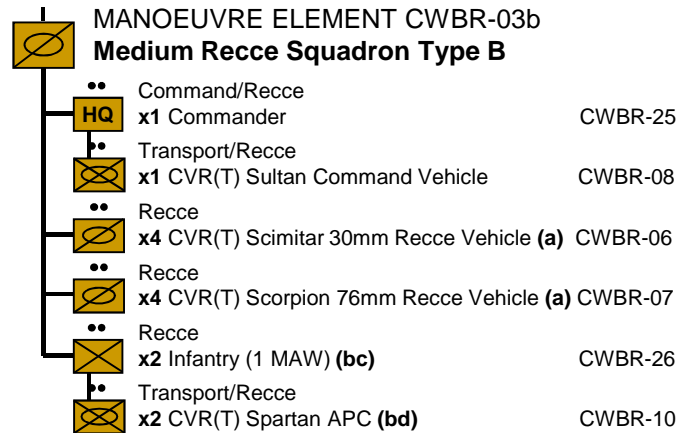 MANOEUVRE ELEMENT CWBR-03b
Medium Recce Squadron Type B
Command/Recce
HQ x1 Commander CWBR-25
Transport/Recce
x1 CVR(T) Sultan Command Vehicle CWBR-08
Recce
x4 CVR(T) Scimitar 30mm Recce Vehicle (a) CWBR-06
Recce
x4 CVR(T) Scorpion 76mm Recce Vehicle (a) CWBR-07
Recce
x2 Infantry (1 MAW) (bc) CWBR-26
Transport/Recce
x2 CVR(T) Spartan APC (bd) CWBR-10